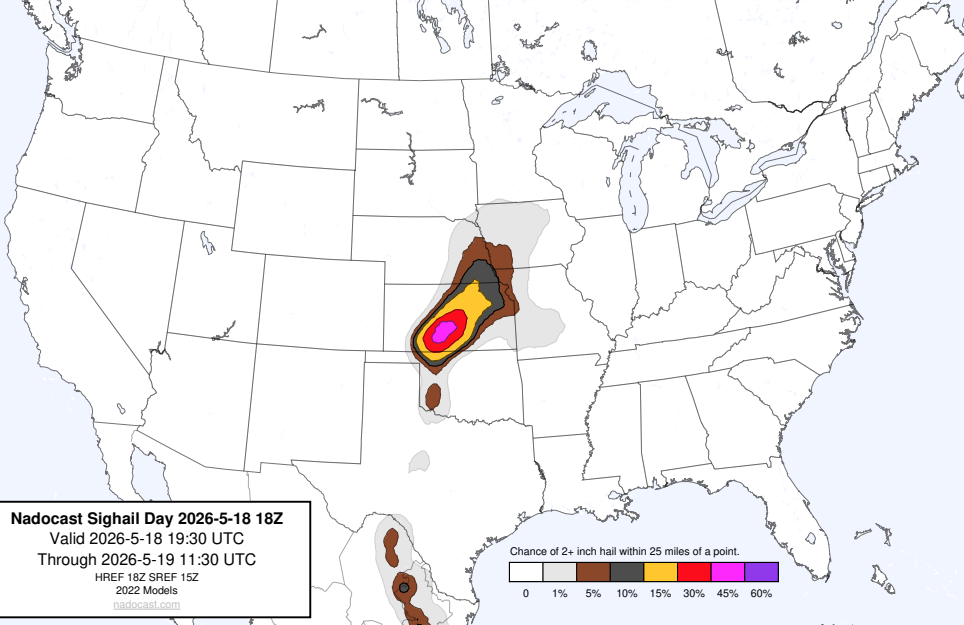 Nadocast Sighail Day 2026-5-18 18Z
Valid 2026-5-18 19:30 UTC
Through 2026-5-19 11:30 UTC
HREF 18Z SREF 15Z
2022 Models
nadocast.com
Chance of 2+ inch hail within 25 miles of a point.
0 1% 5% 10% 15% 30% 45% 60%